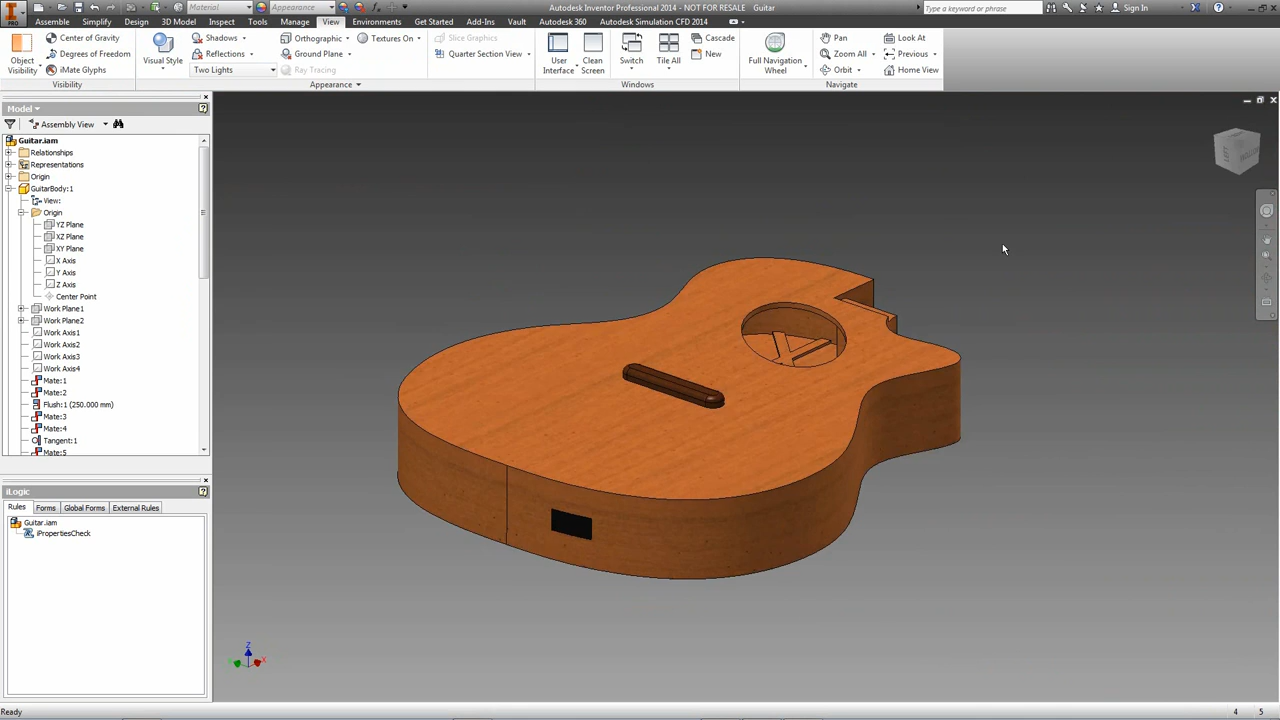 PRO
Material
Appearance
Autodesk Inventor Professional 2014 - NOT FOR RESALE Guitar
Type a keyword or phrase
Sign In
Assembly Simplify Design 3D Model Inspect Tools Manage View Environments Get Started Add-Ins Vault Autodesk 360 Autodesk Simulation CFD 2014
Object Visibility
Center of Gravity
Degrees of Freedom
iMate Glyphs
Visibility
Visual Style
Shadows
Reflections
Two Lights
Orthographic
Ground Plane
Ray Tracing
Textures On
Appearance
Slice Graphics
Quarter Section View
User Interface
Clean Screen
Switch
Tile All
Cascade
New
Windows
Full Navigation Wheel
Pan
Zoom All
Orbit
Look At
Previous
Home View
Navigate
Model
Assembly View
Guitar.iam
Relationships
Representations
Origin
GuitarBody:1
View:
Origin
YZ Plane
XZ Plane
XY Plane
X Axis
Y Axis
Z Axis
Center Point
Work Plane1
Work Plane2
Work Axis1
Work Axis2
Work Axis3
Work Axis4
Mate:1
Mate:2
Flush:1 (250.000 mm)
Mate:3
Mate:4
Tangent:1
Mate:5
iLogic
Rules Forms Global Forms External Rules
Guitar.iam
iPropertiesCheck
Z
X
Ready
4 5